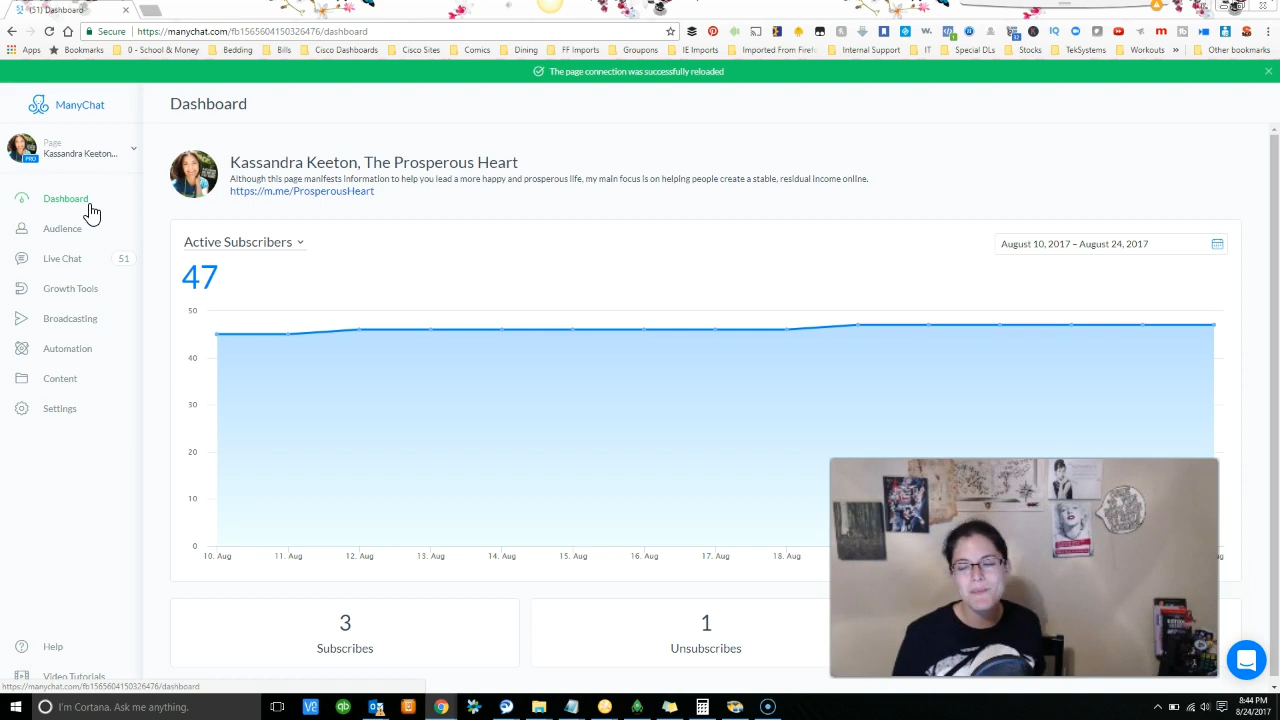 (51) Dashboard
Secure
https://manychat.com/fb1565604150326476/dashboard
Apps
Bookmarks
0 - School & Money
Bedding
Bills
Cisco Dashboards
Cisco Sites
Comics
Dining
FF Imports
Groupons
IE Imports
Imported From Firefo
Internal Support
IT
Special DLs
Stocks
TekSystems
Workouts
»
Other bookmarks
The page connection was successfully reloaded
ManyChat
Dashboard
Page
Kassandra Keeton...
PRO
Kassandra Keeton, The Prosperous Heart
Although this page manifests information to help you lead a more happy and prosperous life, my main focus is on helping people create a stable, residual income online.
https://m.me/ProsperousHeart
Dashboard
Audience
Live Chat
51
Growth Tools
Broadcasting
Automation
Content
Settings
Active Subscribers
August 10, 2017 – August 24, 2017
47
50
40
30
20
10
0
10. Aug
11. Aug
12. Aug
13. Aug
14. Aug
15. Aug
16. Aug
17. Aug
18. Aug
3
Subscribes
1
Unsubscribes
Help
Video Tutorials
https://manychat.com/fb1565604150326476/dashboard
I'm Cortana. Ask me anything.
8:44 PM
8/24/2017